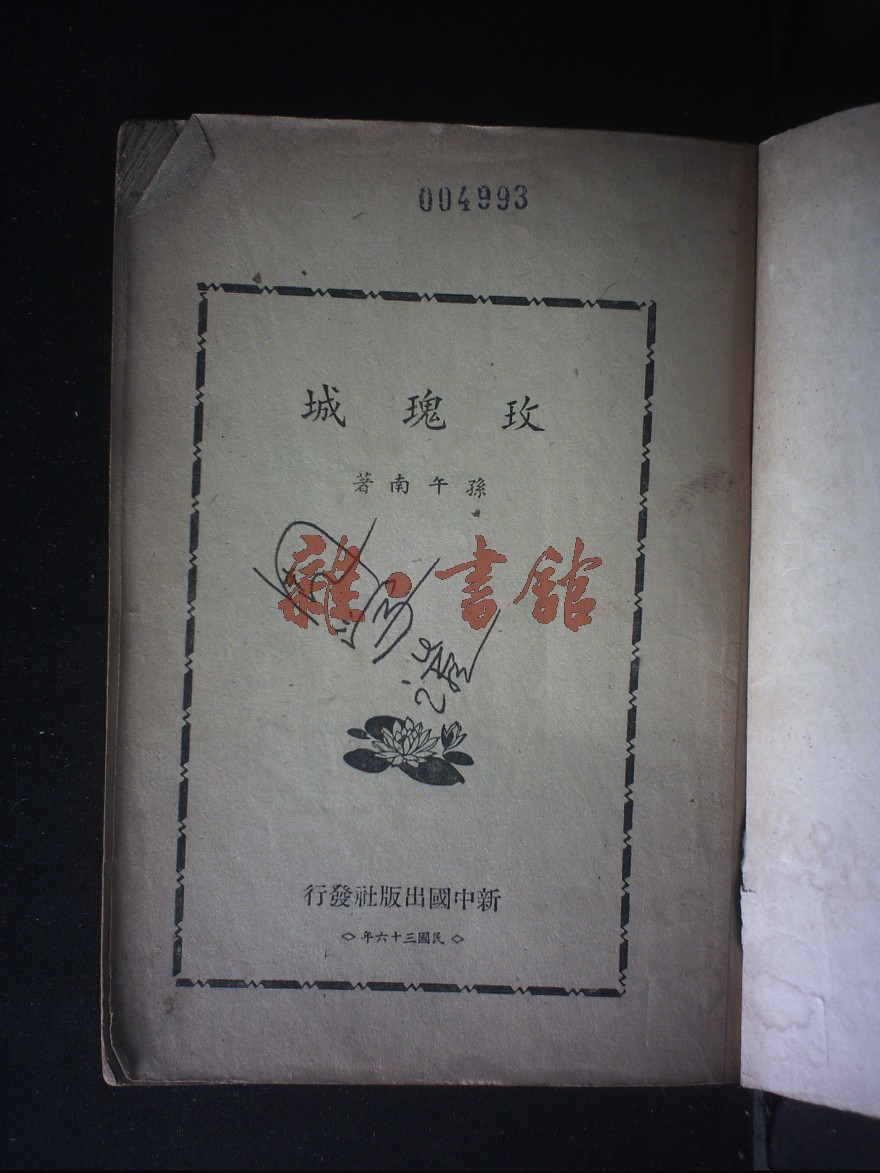 004993
玫瑰城
孫午南著
雜·書館
新中國出版社發行
◇民國三十六年◇